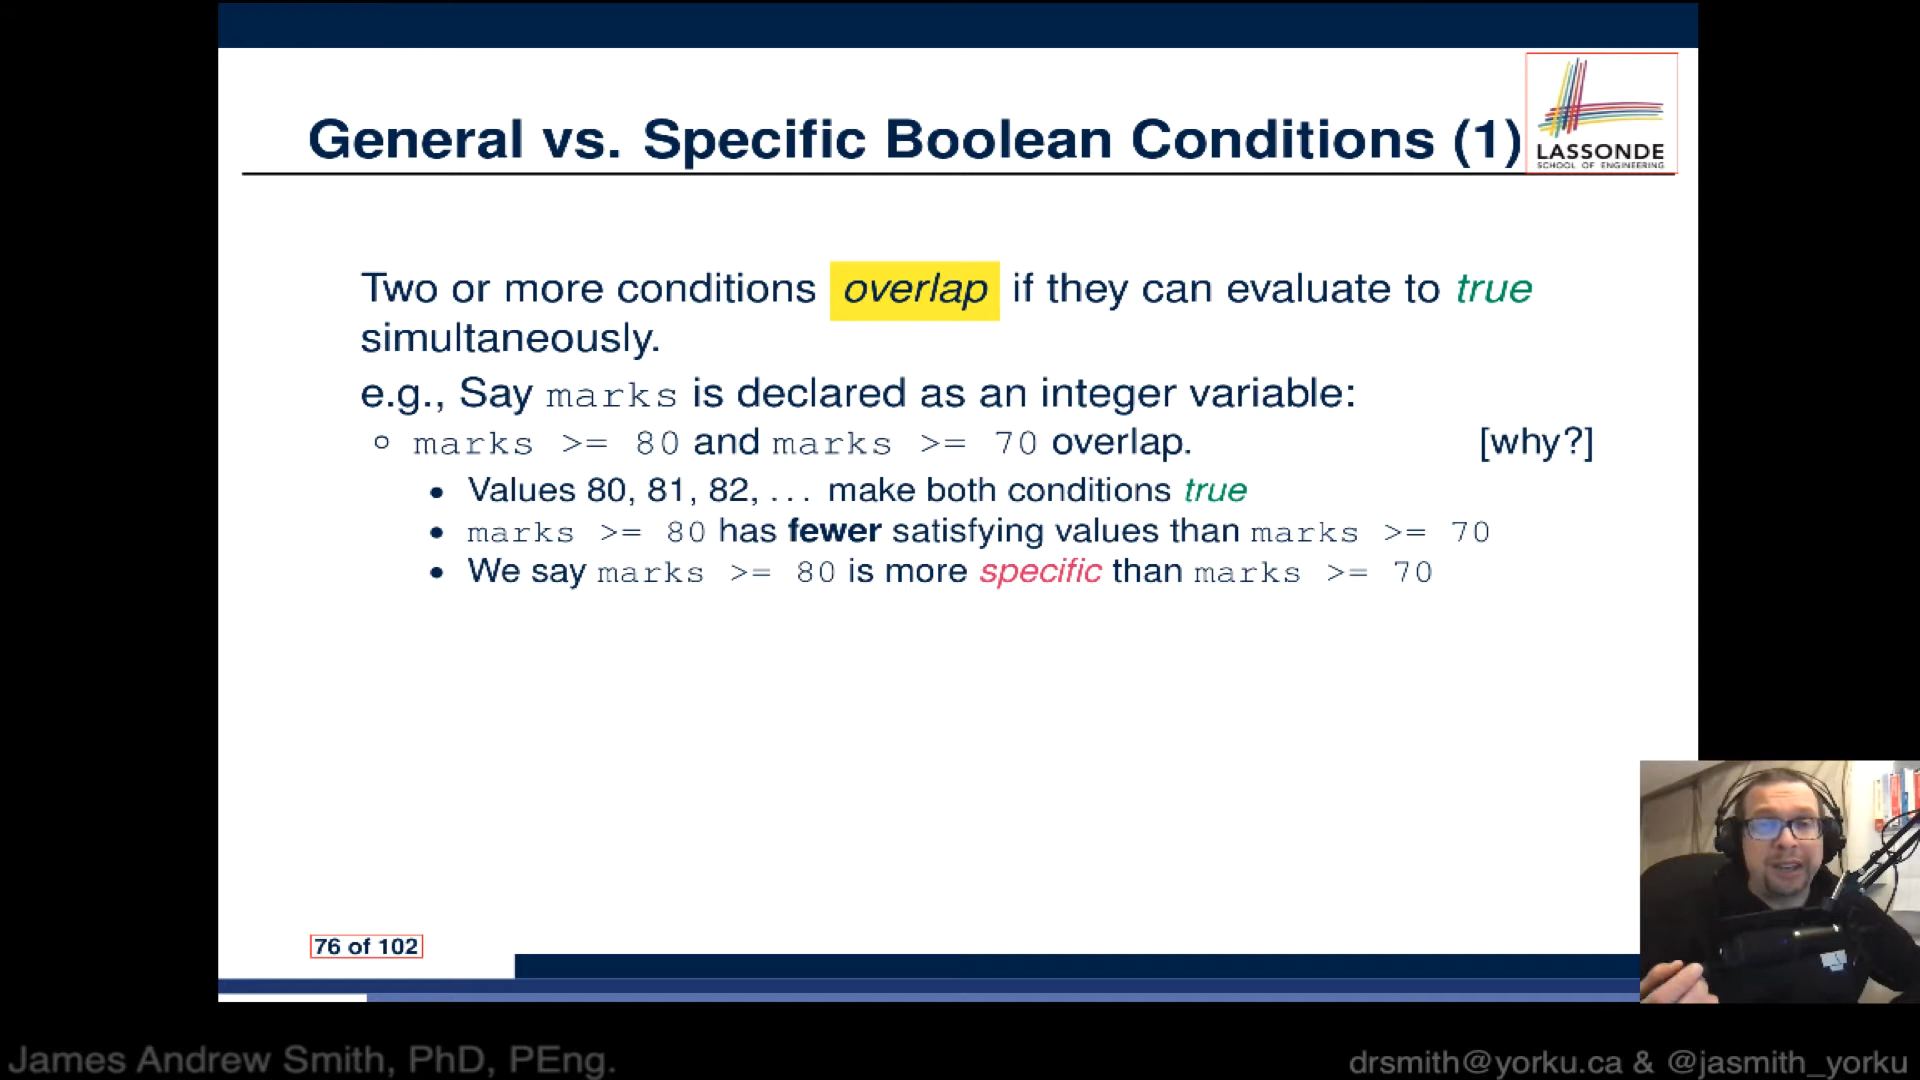 General vs. Specific Boolean Conditions (1)
LASSONDE
SCHOOL OF ENGINEERING
Two or more conditions overlap if they can evaluate to true
simultaneously.
e.g., Say marks is declared as an integer variable:
○ marks >= 80 and marks >= 70 overlap. [why?]
● Values 80, 81, 82, ... make both conditions true
● marks >= 80 has fewer satisfying values than marks >= 70
● We say marks >= 80 is more specific than marks >= 70
76 of 102
James Andrew Smith, PhD, PEng.
drsmith@yorku.ca & @jasmith_yorku